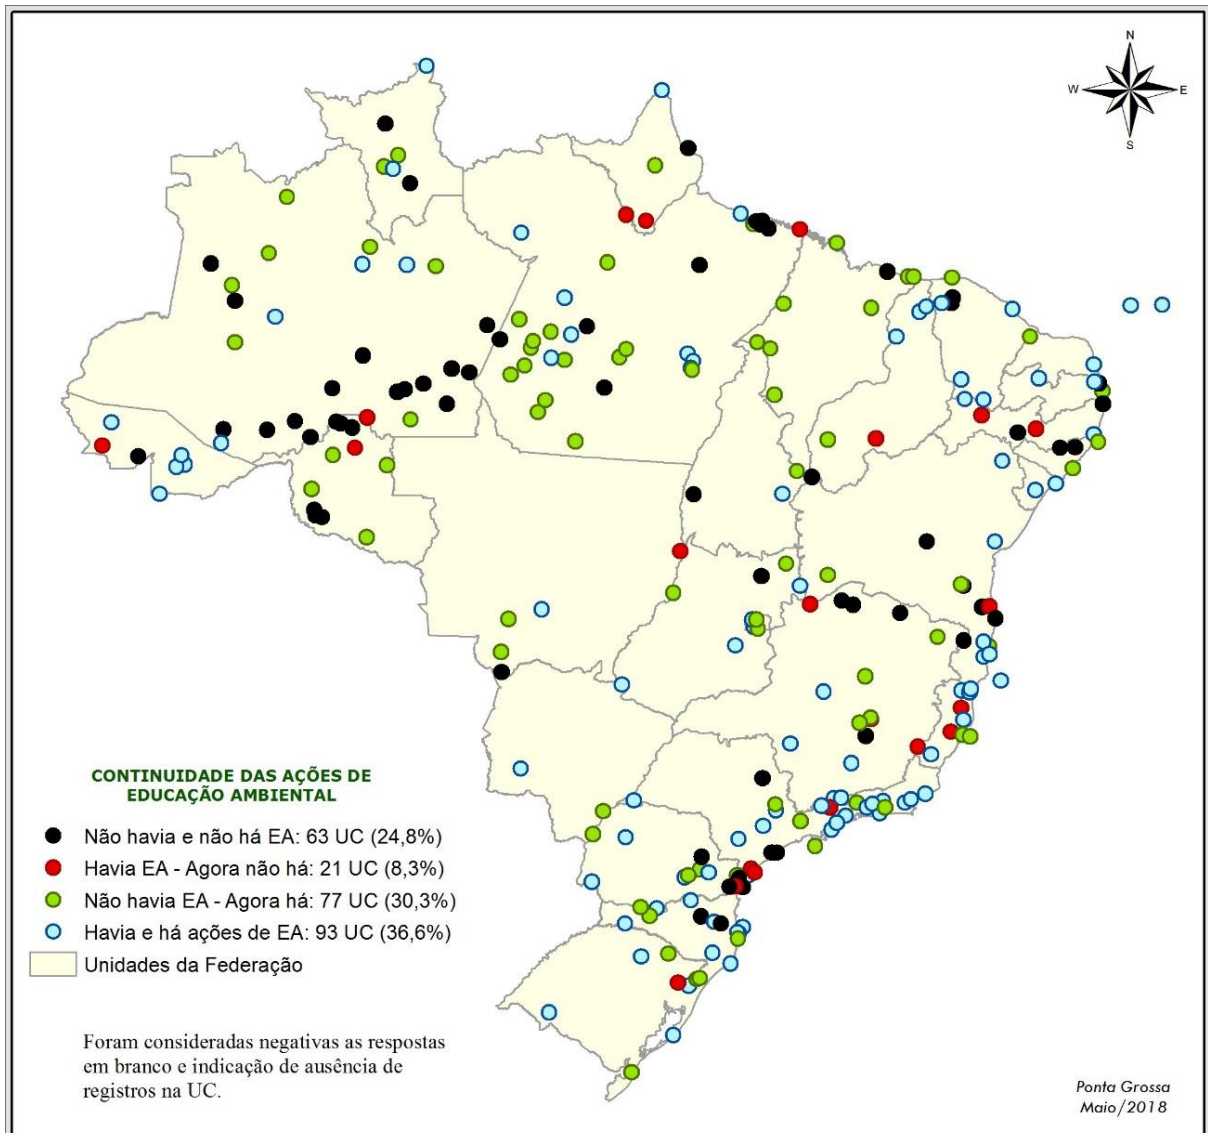 N
W E
S
CONTINUIDADE DAS AÇÕES DE
EDUCAÇÃO AMBIENTAL
Não havia e não há EA: 63 UC (24,8%)
Havia EA - Agora não há: 21 UC (8,3%)
Não havia EA - Agora há: 77 UC (30,3%)
Havia e há ações de EA: 93 UC (36,6%)
Unidades da Federação
Foram consideradas negativas as respostas
em branco e indicação de ausência de
registros na UC.
Ponta Grossa
Maio/2018